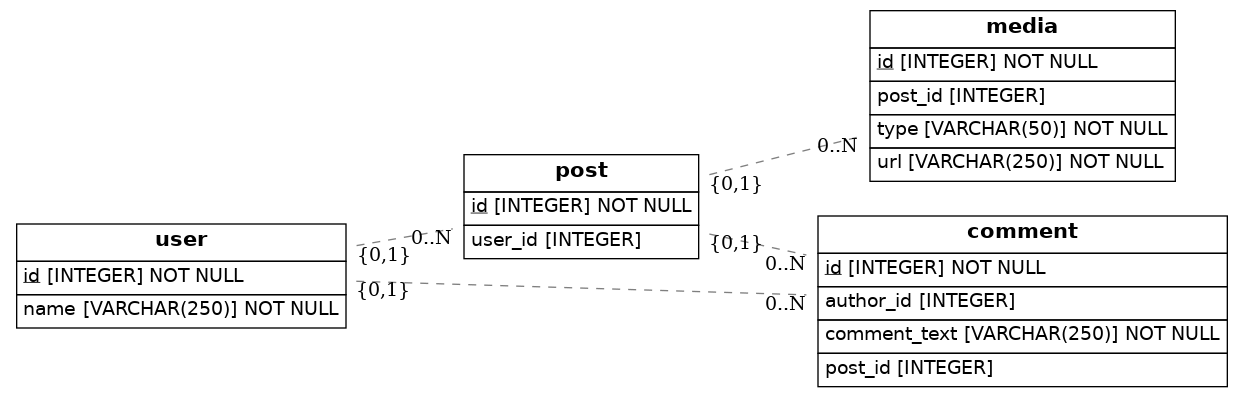 media
id [INTEGER] NOT NULL
post_id [INTEGER]
type [VARCHAR(50)] NOT NULL
url [VARCHAR(250)] NOT NULL
0..N
{0,1}
post
id [INTEGER] NOT NULL
user_id [INTEGER]
{0,1}
0..N
user
id [INTEGER] NOT NULL
name [VARCHAR(250)] NOT NULL
{0,1}
0..N
{0,1}
0..N
comment
id [INTEGER] NOT NULL
author_id [INTEGER]
comment_text [VARCHAR(250)] NOT NULL
post_id [INTEGER]